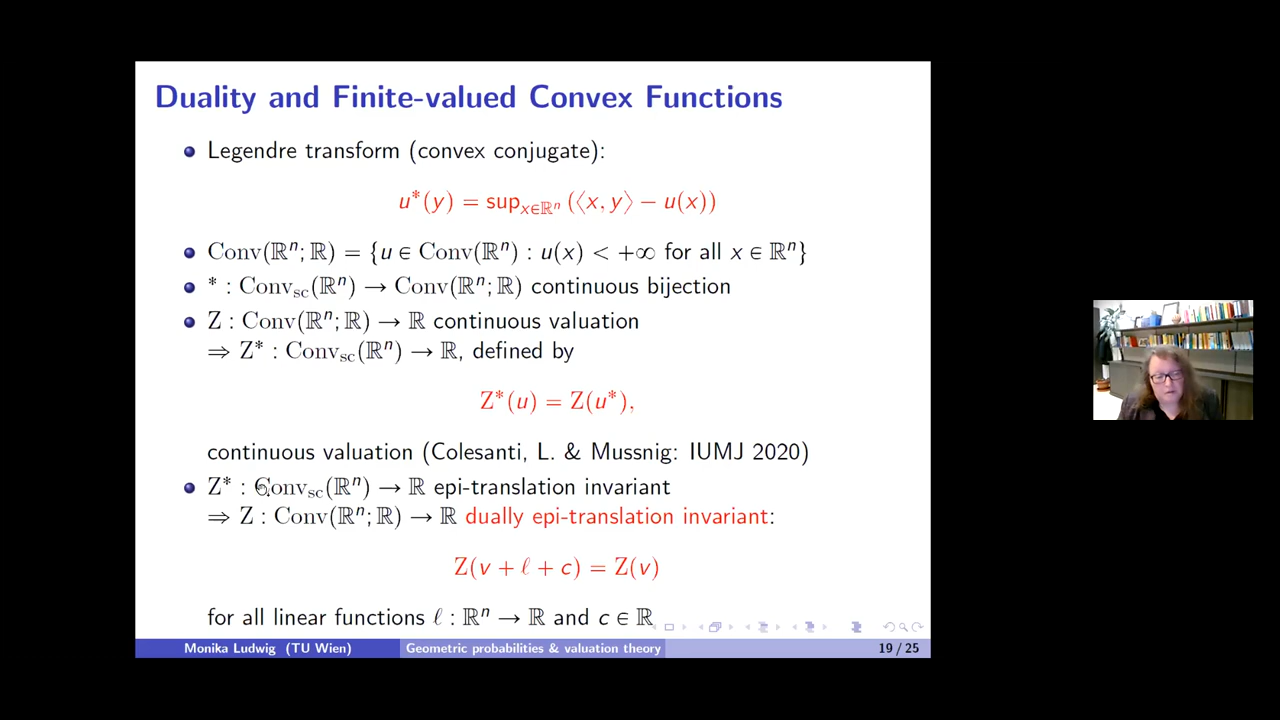 Duality and Finite-valued Convex Functions
Legendre transform (convex conjugate):
u*(y) = sup_{x∈ℝⁿ} (⟨x, y⟩ − u(x))
Conv(ℝⁿ; ℝ) = {u ∈ Conv(ℝⁿ) : u(x) < +∞ for all x ∈ ℝⁿ}
* : Conv_sc(ℝⁿ) → Conv(ℝⁿ; ℝ) continuous bijection
Z : Conv(ℝⁿ; ℝ) → ℝ continuous valuation
⇒ Z* : Conv_sc(ℝⁿ) → ℝ, defined by
Z*(u) = Z(u*),
continuous valuation (Colesanti, L. & Mussnig: IUMJ 2020)
Z* : Conv_sc(ℝⁿ) → ℝ epi-translation invariant
⇒ Z : Conv(ℝⁿ; ℝ) → ℝ dually epi-translation invariant:
Z(v + ℓ + c) = Z(v)
for all linear functions ℓ : ℝⁿ → ℝ and c ∈ ℝ
Monika Ludwig (TU Wien) Geometric probabilities & valuation theory 19 / 25